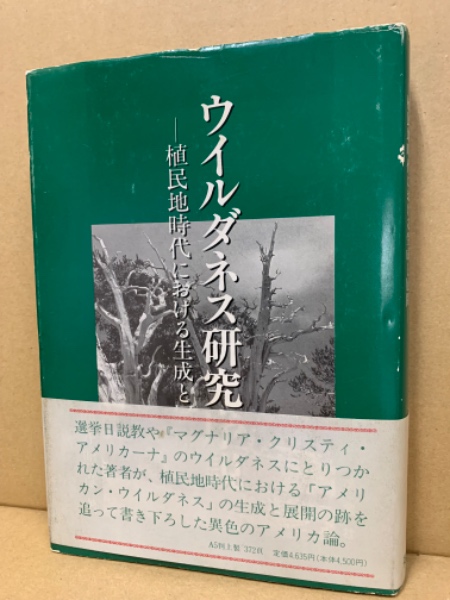 ウイルダネス研究
―植民地時代における生成と
選挙日説教や『マグナリア・クリスティ・
アメリカーナ』のウイルダネスにとりつか
れた著者が、植民地時代における「アメリ
カン・ウイルダネス」の生成と展開の跡を
追って書き下ろした異色のアメリカ論。
A5判上製 372頁 定価4,635円(本体4,500円)